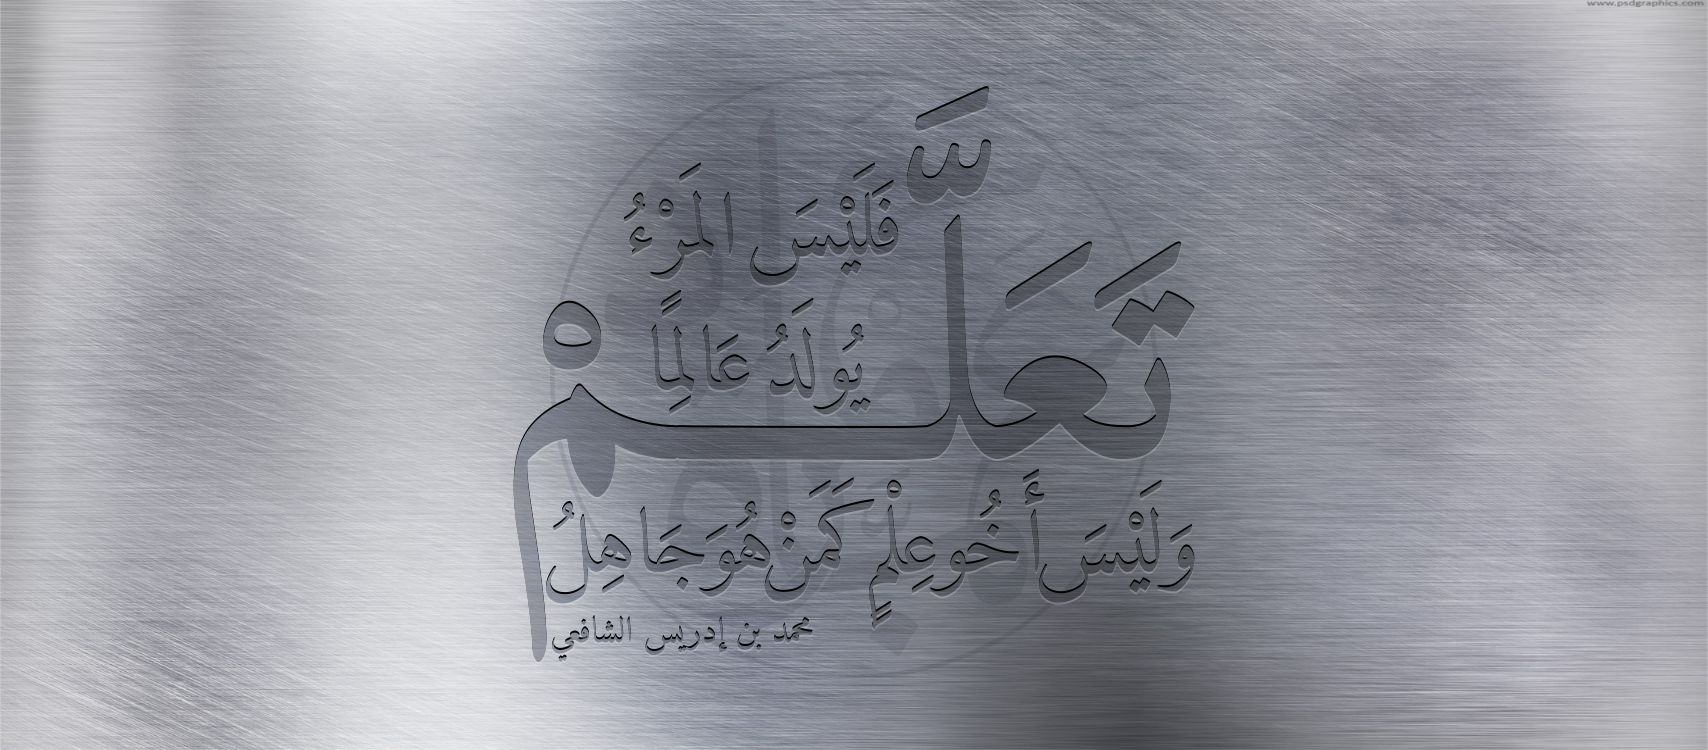 www.psdgraphics.com
تَعَلَّمْ
فَلَيْسَ المَرْءُ
يُولَدُ عَالِمًا
وَلَيْسَ أَخُو عِلْمٍ كَمَنْ هُوَ جَاهِلُ
محمد بن إدريس الشافعي